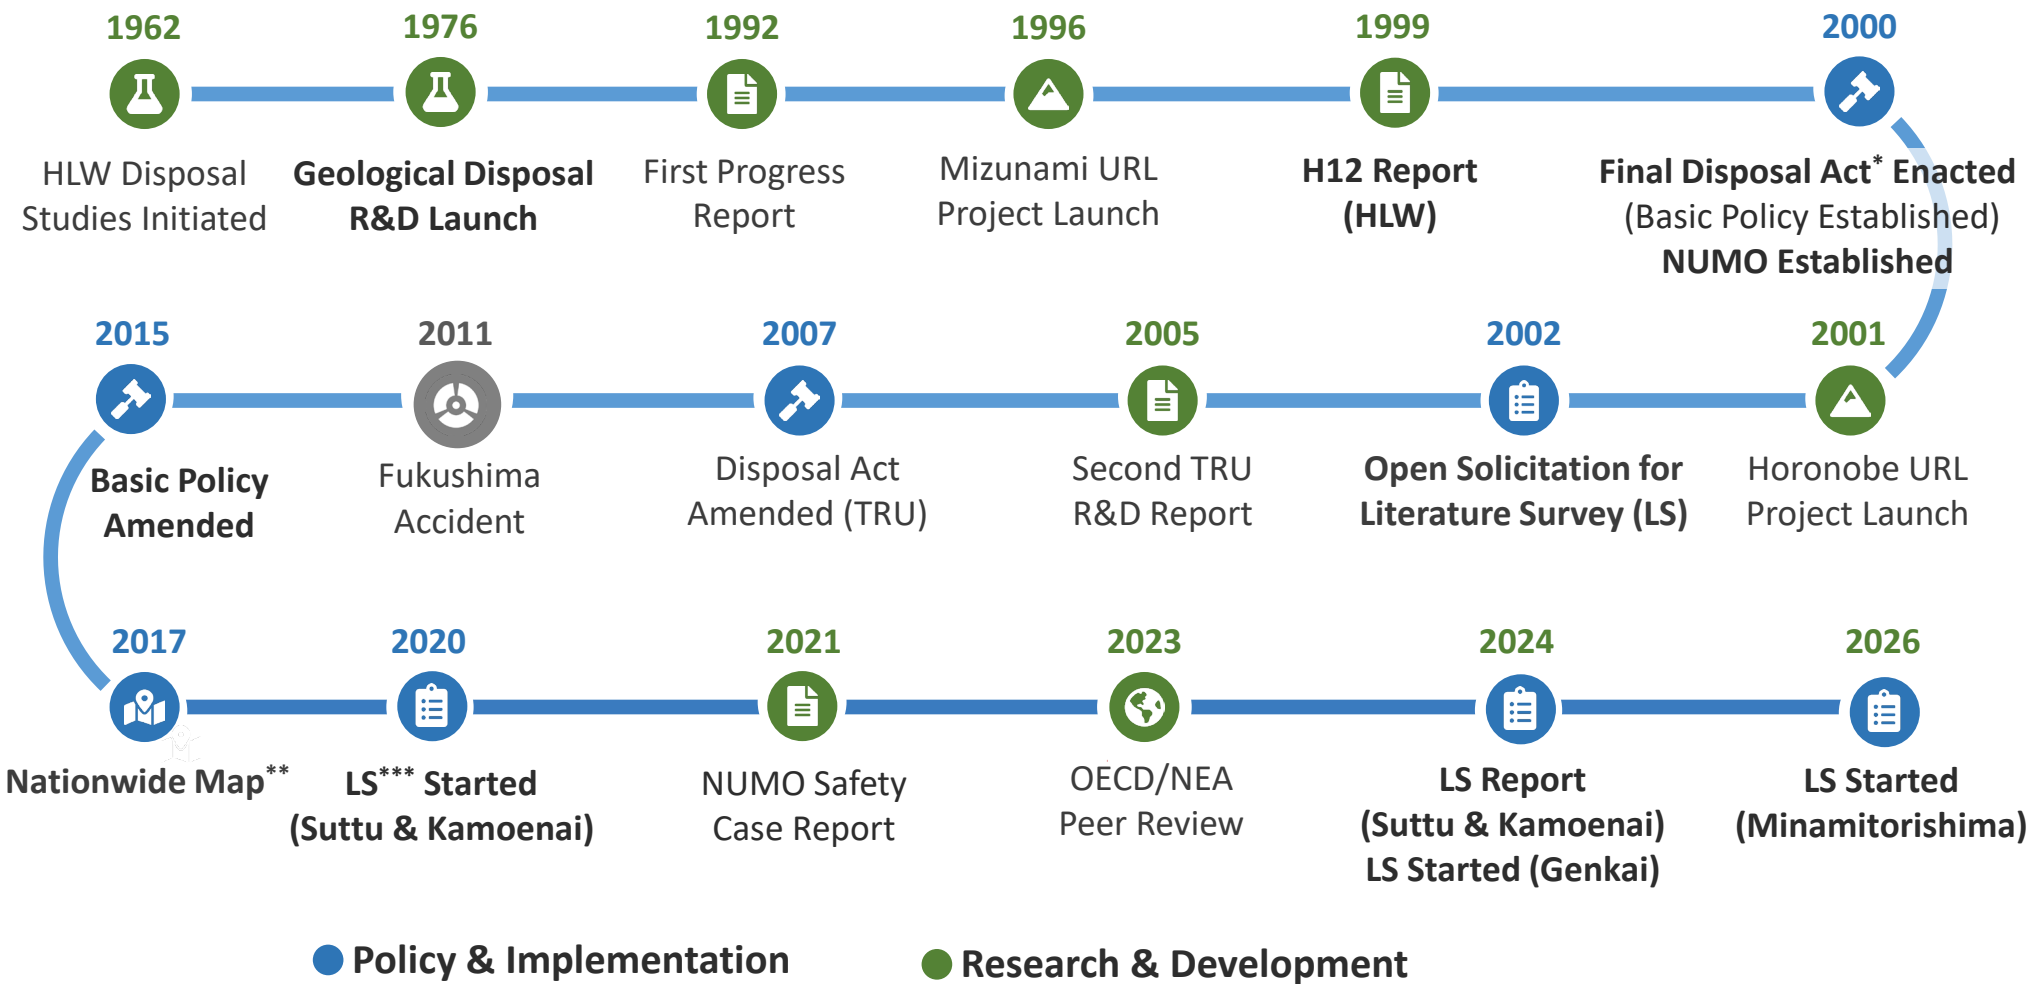 1962
1976
1992
1996
1999
2000
HLW Disposal
Studies Initiated
Geological Disposal
R&D Launch
First Progress
Report
Mizunami URL
Project Launch
H12 Report
(HLW)
Final Disposal Act* Enacted
(Basic Policy Established)
NUMO Established
2015
2011
2007
2005
2002
2001
Basic Policy
Amended
Fukushima
Accident
Disposal Act
Amended (TRU)
Second TRU
R&D Report
Open Solicitation for
Literature Survey (LS)
Horonobe URL
Project Launch
2017
2020
2021
2023
2024
2026
Nationwide Map**
LS*** Started
(Suttu & Kamoenai)
NUMO Safety
Case Report
OECD/NEA
Peer Review
LS Report
(Suttu & Kamoenai)
LS Started (Genkai)
LS Started
(Minamitorishima)
Policy & Implementation
Research & Development